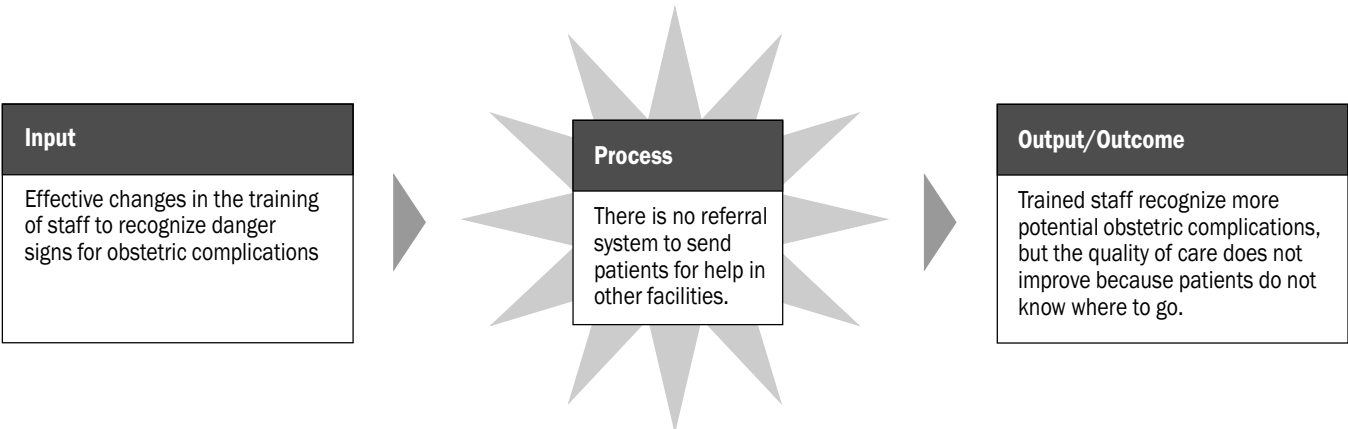 Input
Effective changes in the training
of staff to recognize danger
signs for obstetric complications
Process
There is no referral
system to send
patients for help in
other facilities.
Output/Outcome
Trained staff recognize more
potential obstetric complications,
but the quality of care does not
improve because patients do not
know where to go.